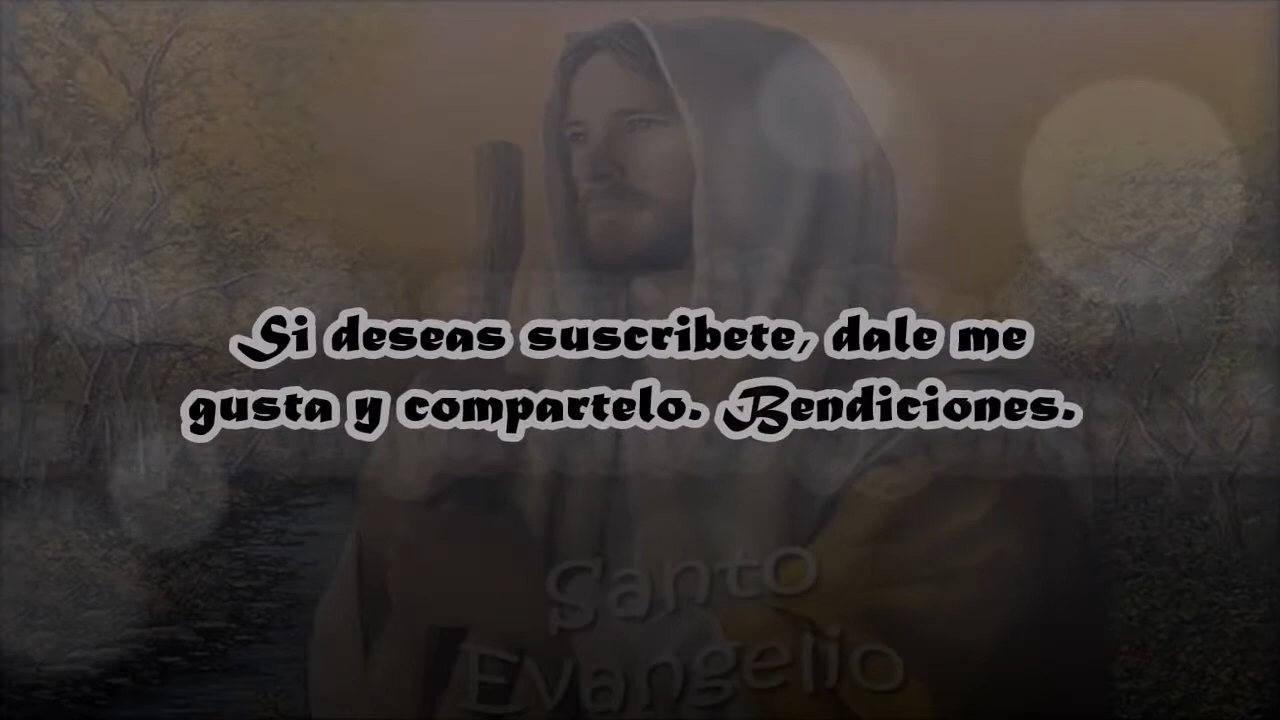 Si deseas suscribete, dale me
gusta y compartelo. Bendiciones.
Santo
Evangelio